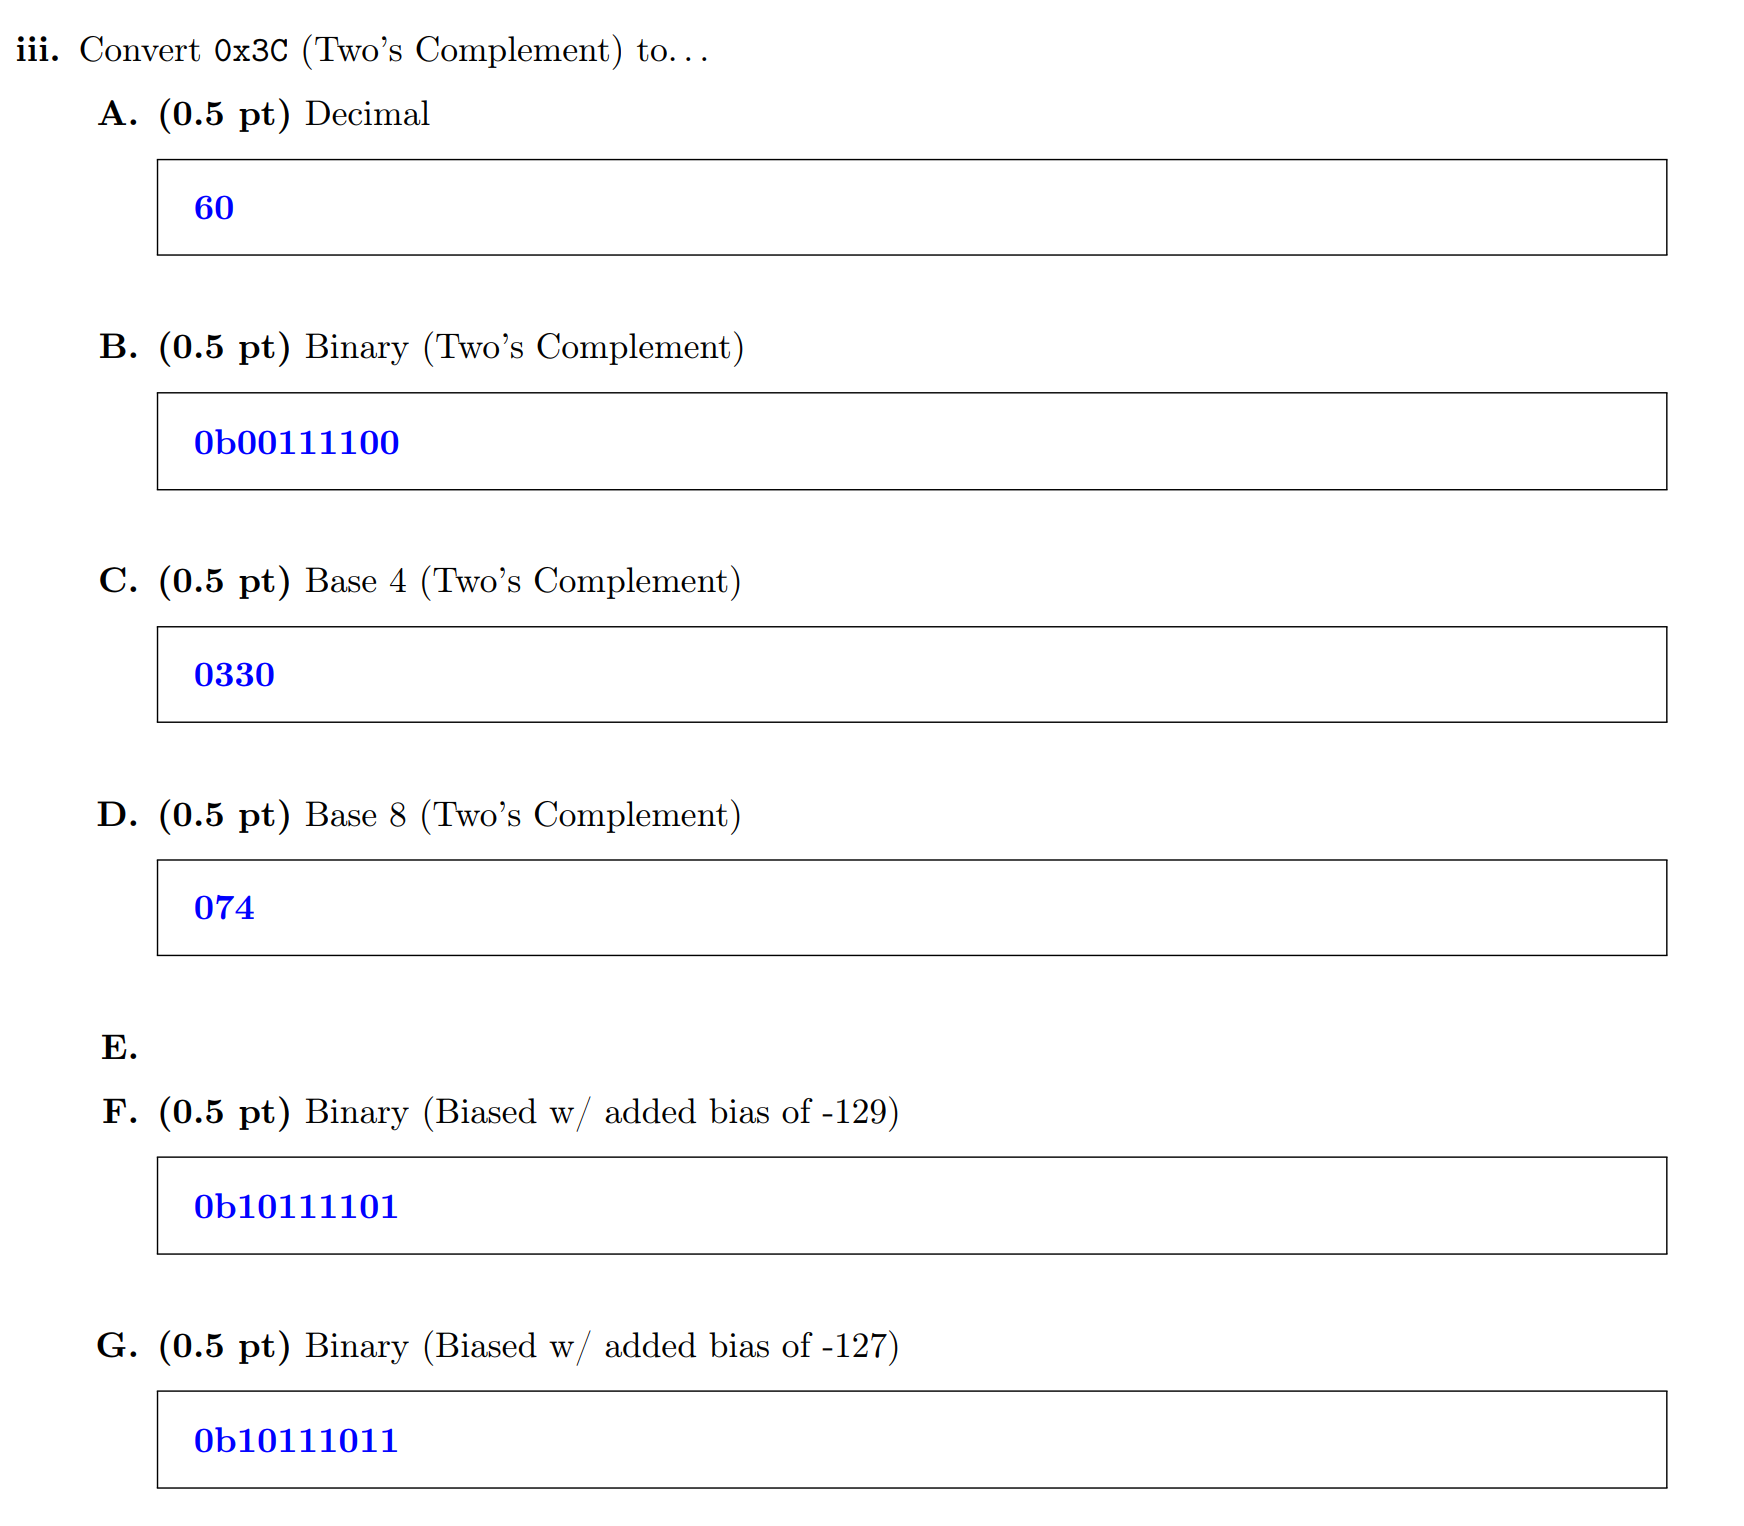 iii. Convert 0x3C (Two's Complement) to...
A. (0.5 pt) Decimal
60
B. (0.5 pt) Binary (Two's Complement)
0b00111100
C. (0.5 pt) Base 4 (Two's Complement)
0330
D. (0.5 pt) Base 8 (Two's Complement)
074
E.
F. (0.5 pt) Binary (Biased w/ added bias of -129)
0b10111101
G. (0.5 pt) Binary (Biased w/ added bias of -127)
0b10111011